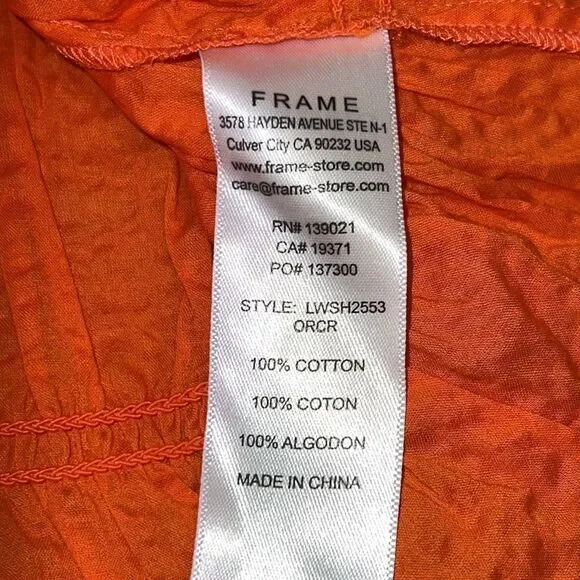 FRAME
3578 HAYDEN AVENUE STE N-1
Culver City CA 90232 USA
www.frame-store.com
care@frame-store.com
RN# 139021
CA# 19371
PO# 137300
STYLE: LWSH2553
ORCR
100% COTTON
100% COTON
100% ALGODON
MADE IN CHINA